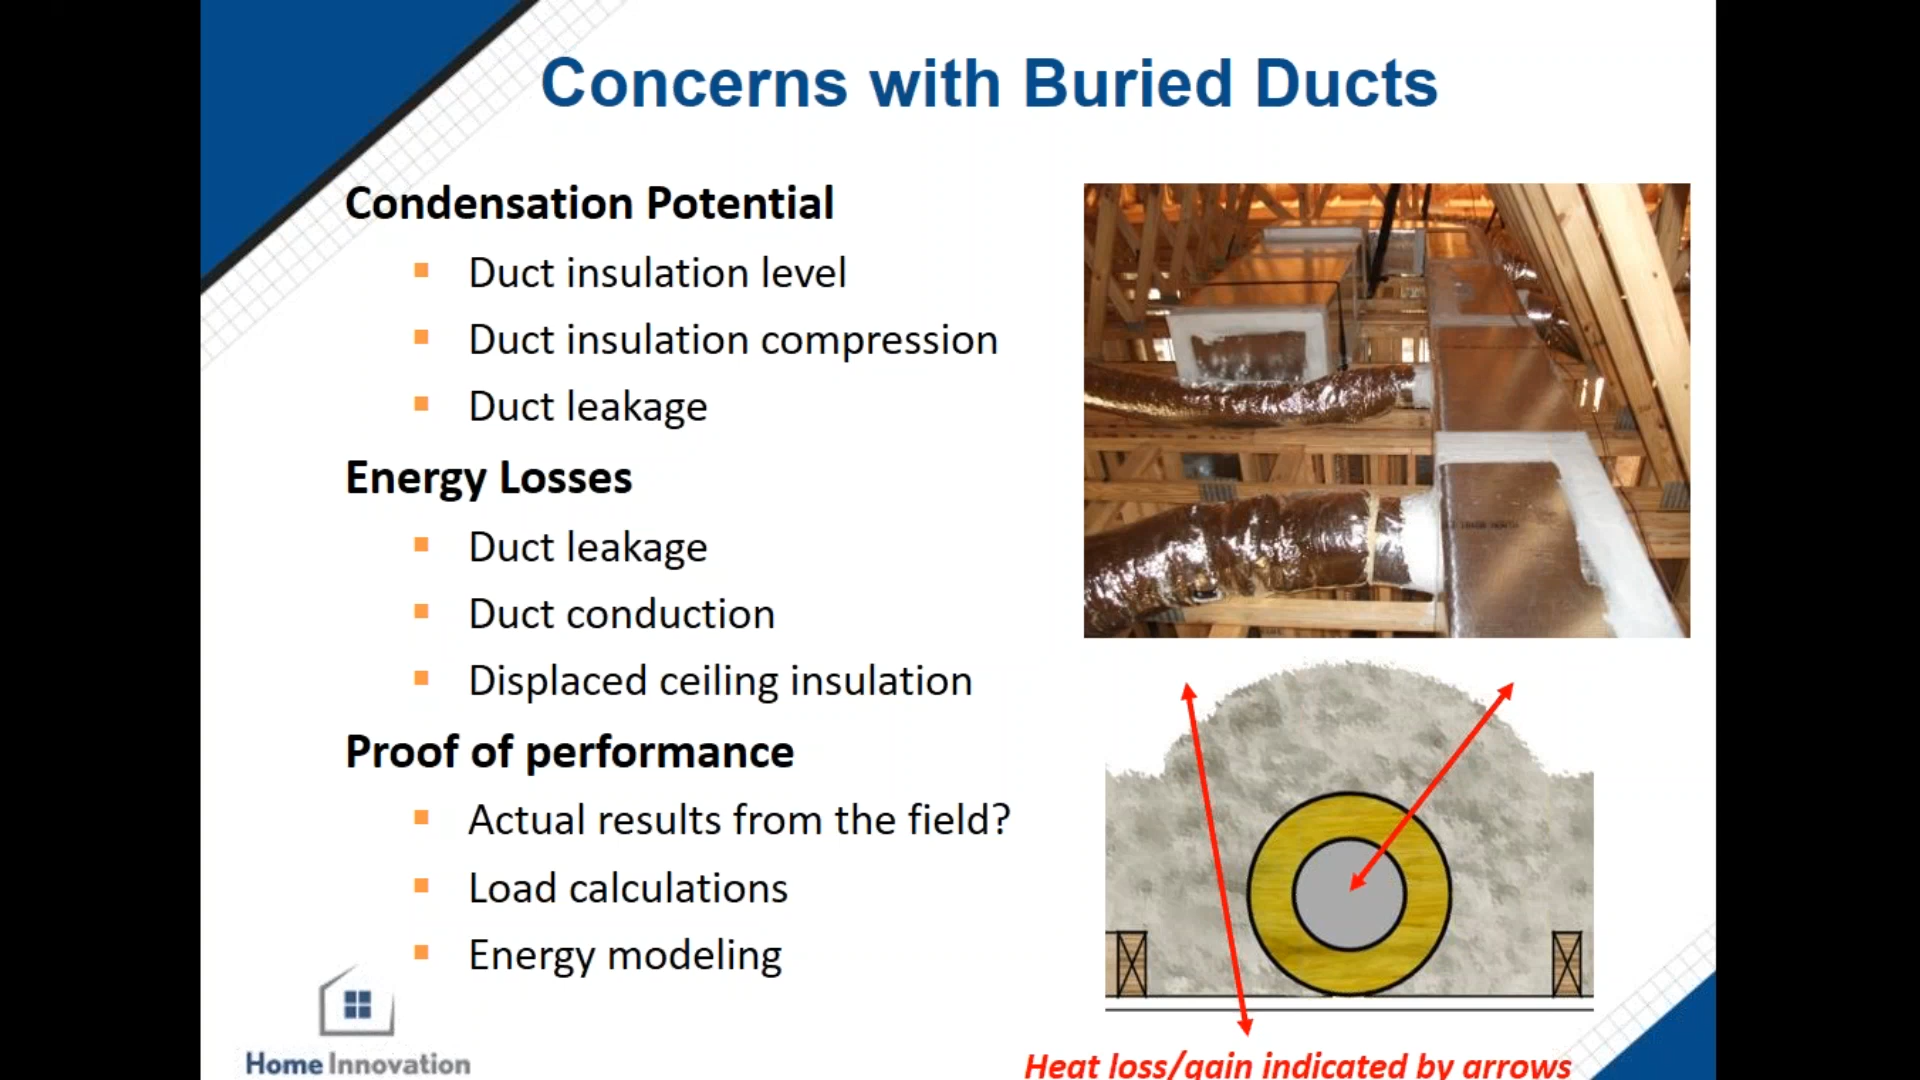 Concerns with Buried Ducts
Condensation Potential
Duct insulation level
Duct insulation compression
Duct leakage
Energy Losses
Duct leakage
Duct conduction
Displaced ceiling insulation
Proof of performance
Actual results from the field?
Load calculations
Energy modeling
Heat loss/gain indicated by arrows
Home Innovation